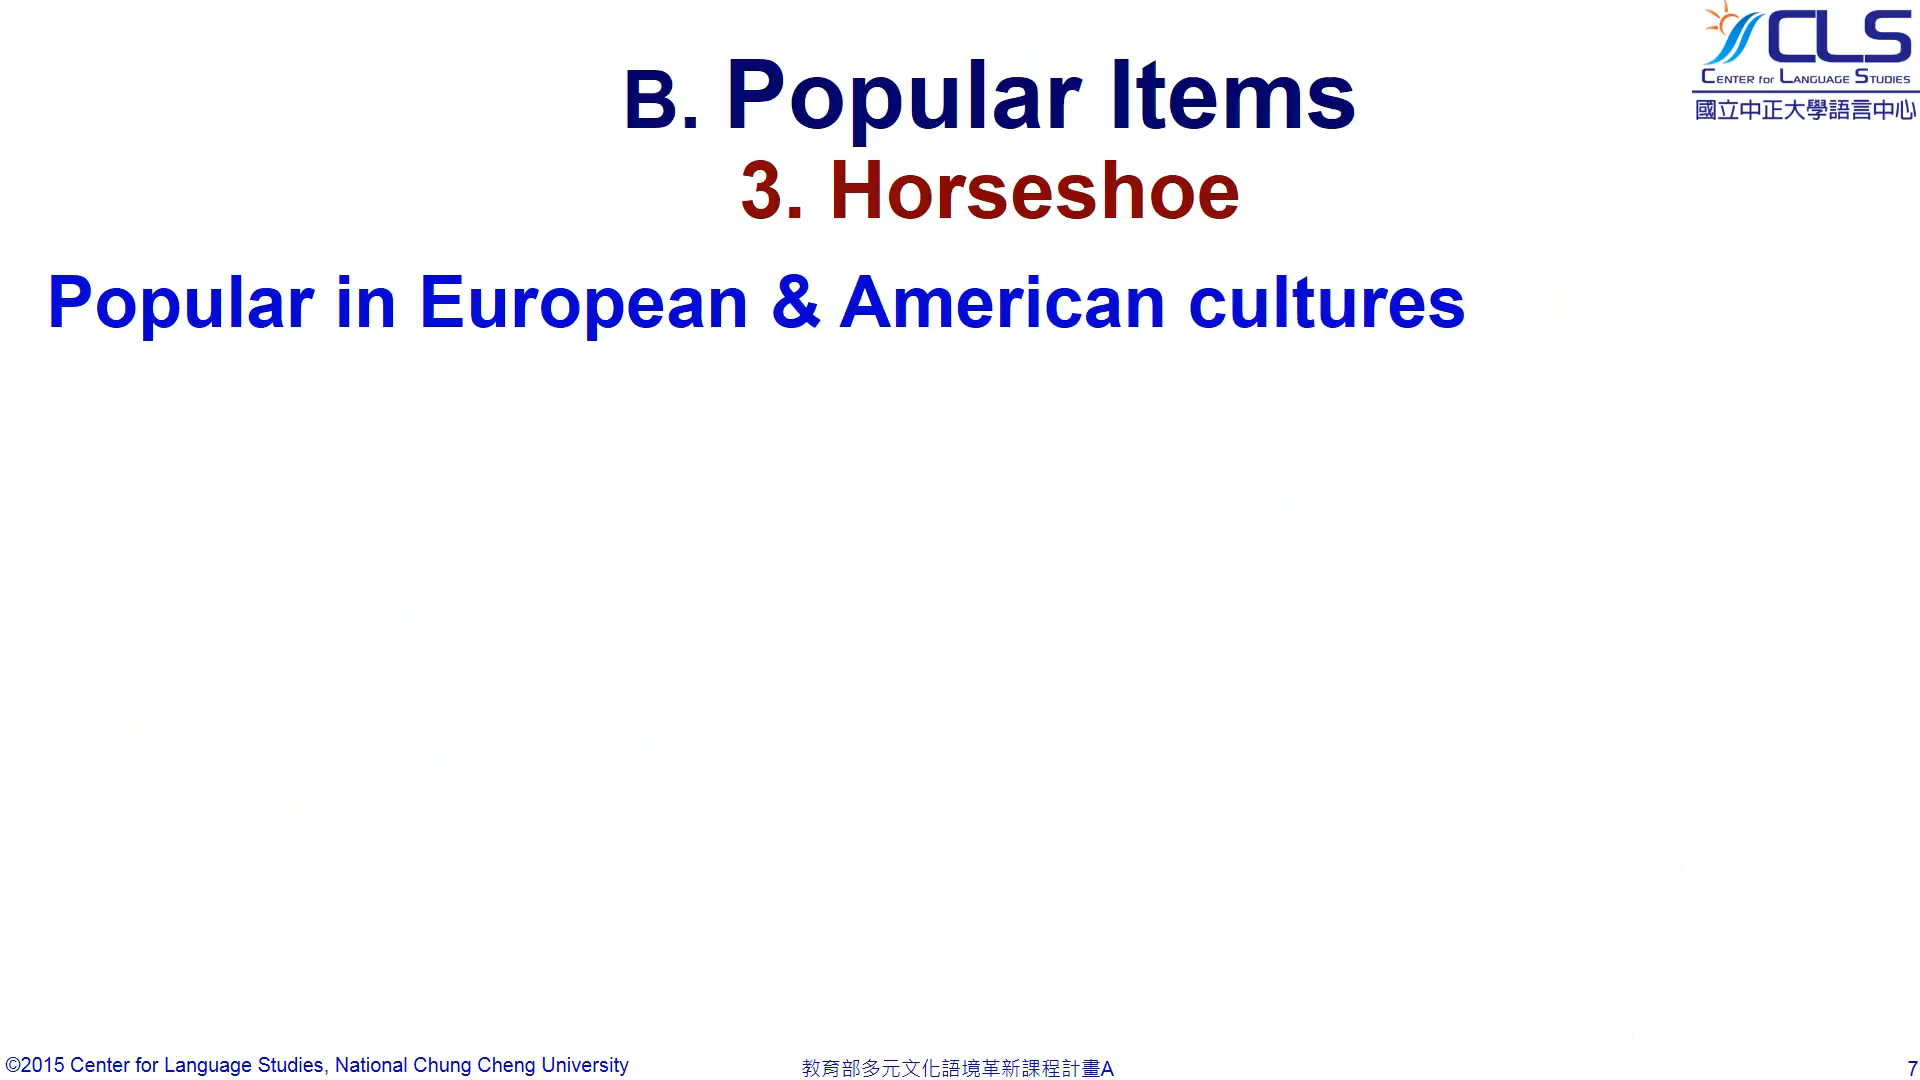 CLS
CENTER for LANGUAGE STUDIES
國立中正大學語言中心
B. Popular Items
3. Horseshoe
Popular in European & American cultures
©2015 Center for Language Studies, National Chung Cheng University
教育部多元文化語境革新課程計畫A
7